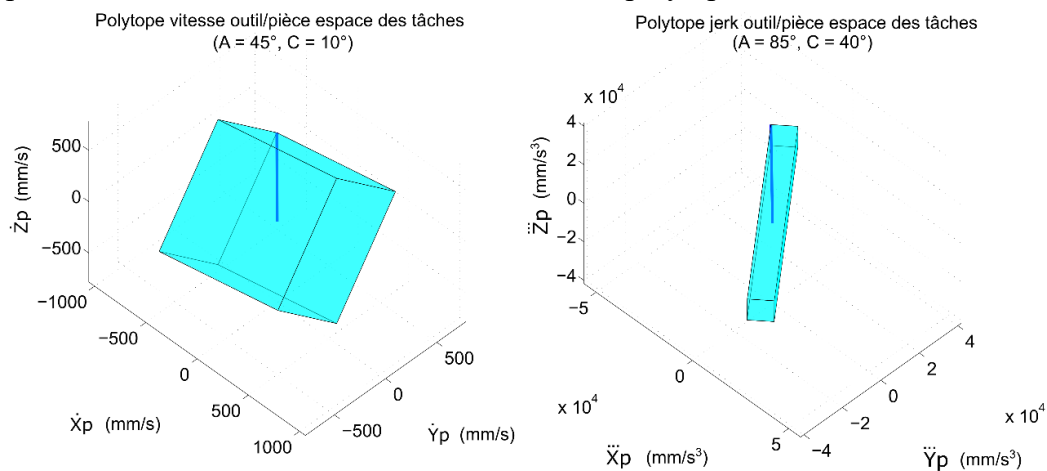 Polytope vitesse outil/pièce espace des tâches
(A = 45°, C = 10°)
500
0
−500
Żp (mm/s)
−1000
−500
0
500
1000
Ẋp (mm/s)
−500
0
500
Ẏp (mm/s)
Polytope jerk outil/pièce espace des tâches
(A = 85°, C = 40°)
x 10⁴
4
2
0
−2
−4
Z⃛p (mm/s³)
−5
0
5
x 10⁴
X⃛p (mm/s³)
−4
−2
0
2
4
x 10⁴
Y⃛p (mm/s³)